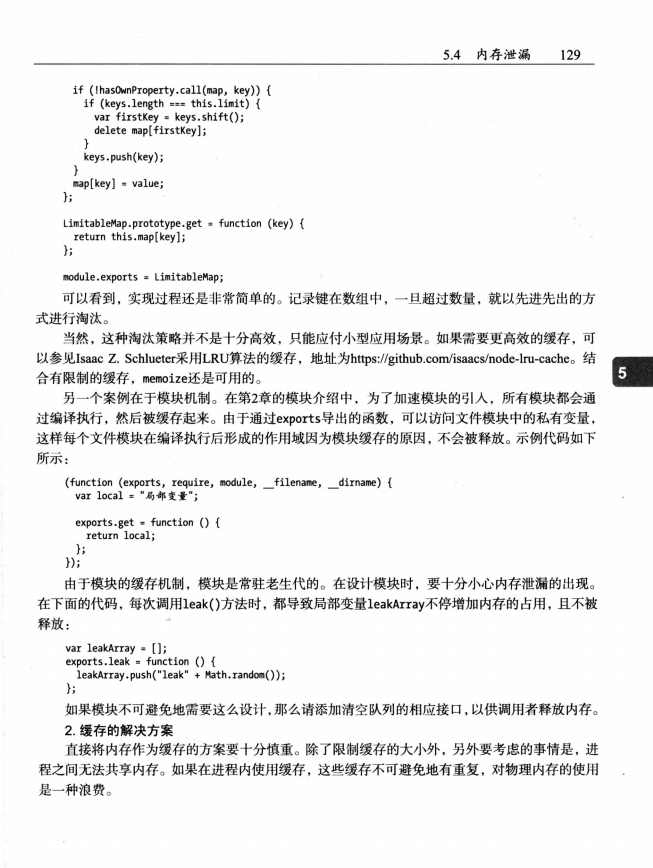 5.4 内存泄漏 129
if (!hasOwnProperty.call(map, key)) {
if (keys.length === this.limit) {
var firstKey = keys.shift();
delete map[firstKey];
}
keys.push(key);
}
map[key] = value;
};
LimitableMap.prototype.get = function (key) {
return this.map[key];
};
module.exports = LimitableMap;
可以看到，实现过程还是非常简单的。记录键在数组中，一旦超过数量，就以先进先出的方
式进行淘汰。
当然，这种淘汰策略并不是十分高效，只能应付小型应用场景。如果需要更高效的缓存，可
以参见Isaac Z. Schlueter采用LRU算法的缓存，地址为https://github.com/isaacs/node-lru-cache。结
合有限制的缓存，memoize还是可用的。
5
另一个案例在于模块机制。在第2章的模块介绍中，为了加速模块的引入，所有模块都会通
过编译执行，然后被缓存起来。由于通过exports导出的函数，可以访问文件模块中的私有变量，
这样每个文件模块在编译执行后形成的作用域因为模块缓存的原因，不会被释放。示例代码如下
所示：
(function (exports, require, module, __filename, __dirname) {
var local = "局部变量";
exports.get = function () {
return local;
};
});
由于模块的缓存机制，模块是常驻老生代的。在设计模块时，要十分小心内存泄漏的出现。
在下面的代码，每次调用leak()方法时，都导致局部变量leakArray不停增加内存的占用，且不被
释放：
var leakArray = [];
exports.leak = function () {
leakArray.push("leak" + Math.random());
};
如果模块不可避免地需要这么设计，那么请添加清空队列的相应接口，以供调用者释放内存。
2. 缓存的解决方案
直接将内存作为缓存的方案要十分慎重。除了限制缓存的大小外，另外要考虑的事情是，进
程之间无法共享内存。如果在进程内使用缓存，这些缓存不可避免地有重复，对物理内存的使用
是一种浪费。